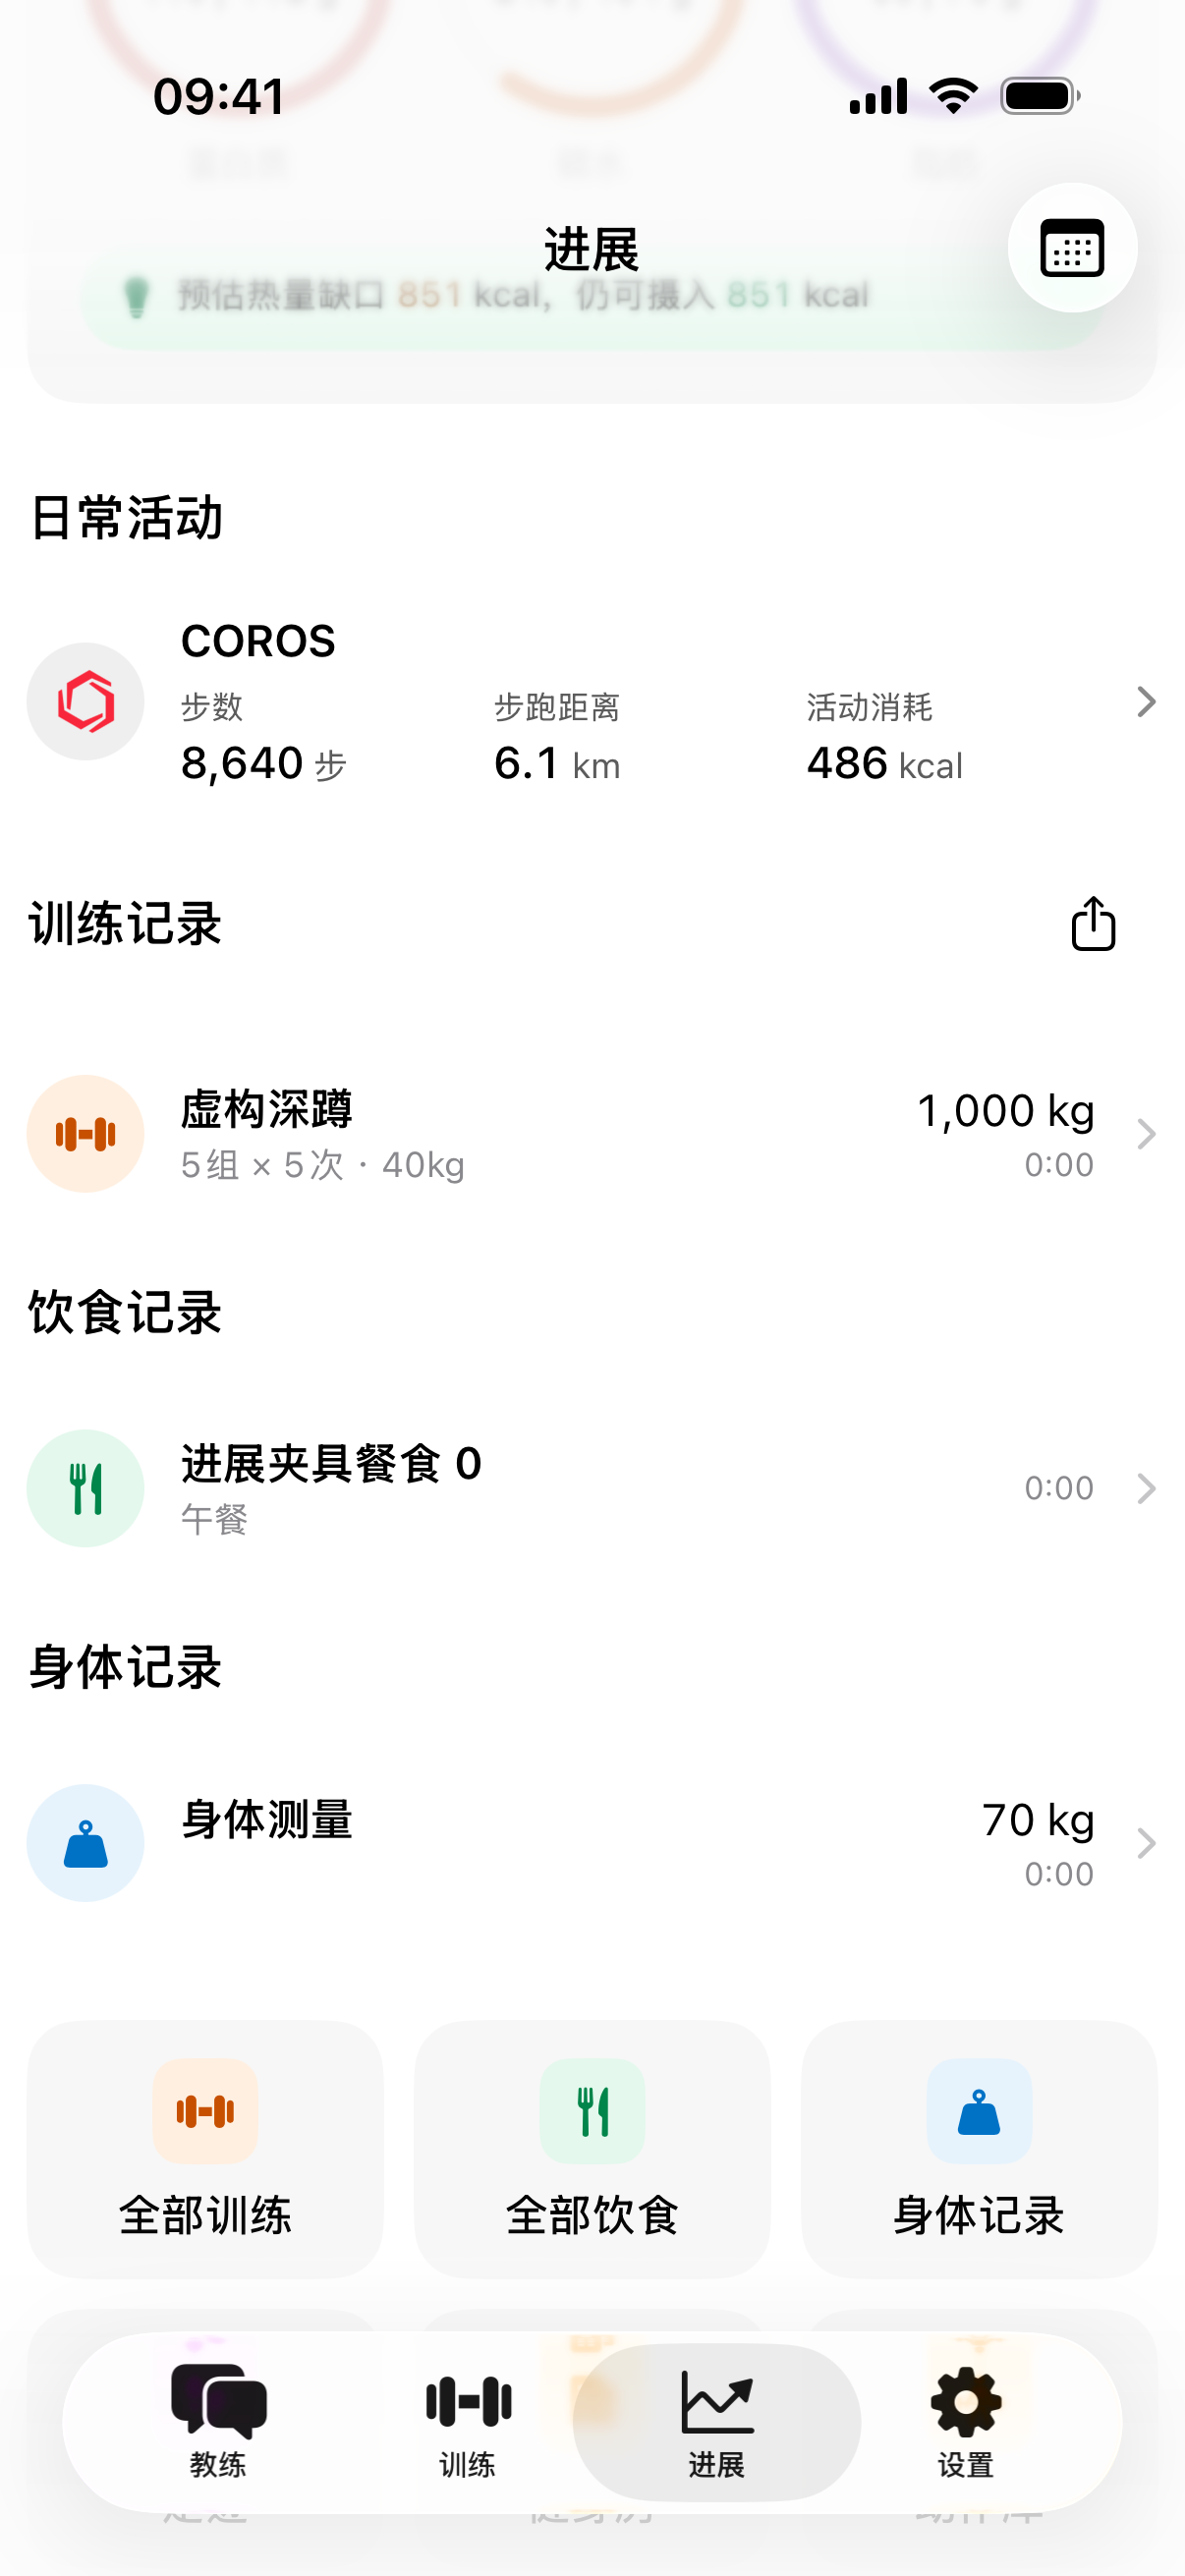 09:41
进展
预估热量缺口 851 kcal，仍可摄入 851 kcal
日常活动
COROS
步数 步跑距离 活动消耗
8,640 步 6.1 km 486 kcal
训练记录
虚构深蹲 1,000 kg
5组 × 5次 · 40kg 0:00
饮食记录
进展夹具餐食 0
0:00
午餐
身体记录
身体测量 70 kg
0:00
全部训练 全部饮食 身体记录
教练 训练 进展 设置